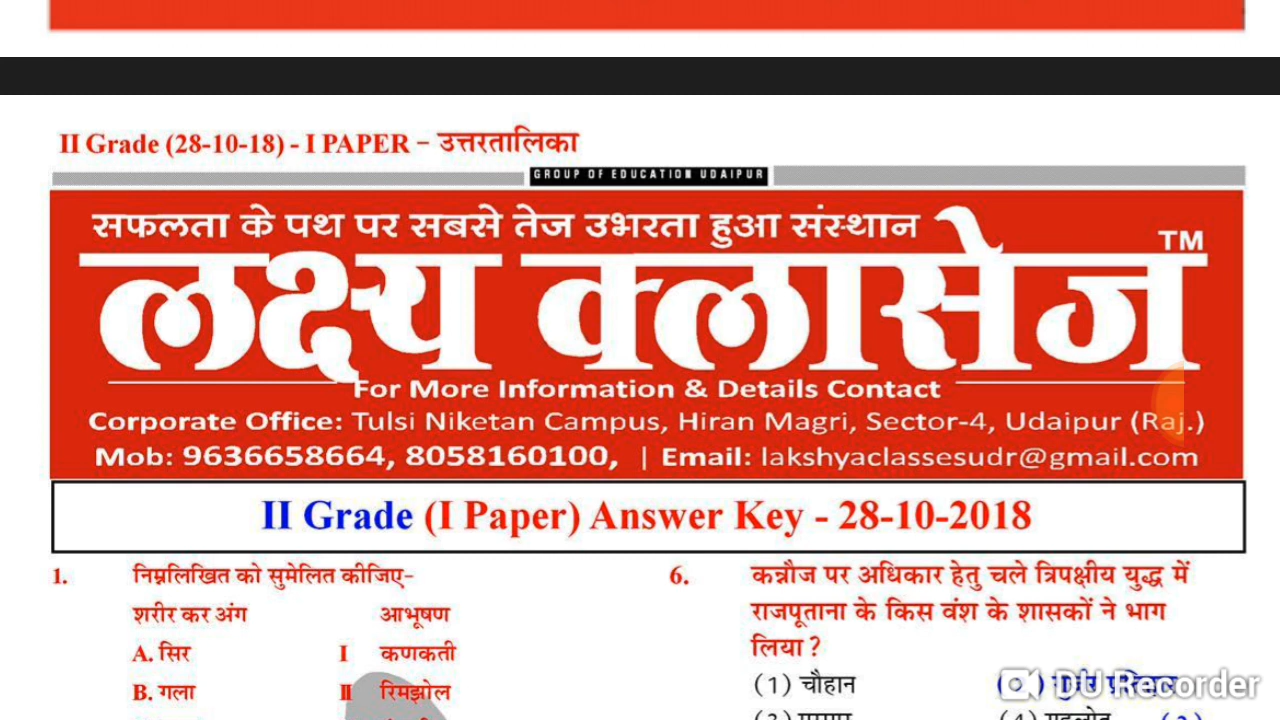 II Grade (28-10-18) - I PAPER - उत्तरतालिका
GROUP OF EDUCATION UDAIPUR
सफलता के पथ पर सबसे तेज उभरता हुआ संस्थान
लक्ष्य क्लासेज TM
For More Information & Details Contact
Corporate Office: Tulsi Niketan Campus, Hiran Magri, Sector-4, Udaipur (Raj.)
Mob: 9636658664, 8058160100, | Email: lakshyaclassesudr@gmail.com
II Grade (I Paper) Answer Key - 28-10-2018
1. निम्नलिखित को सुमेलित कीजिए-
शरीर कर अंग आभूषण
A. सिर I कणकती
B. गला II रिमझोल
6. कन्नौज पर अधिकार हेतु चले त्रिपक्षीय युद्ध में
राजपूताना के किस वंश के शासकों ने भाग
लिया ?
(1) चौहान
DU Recorder